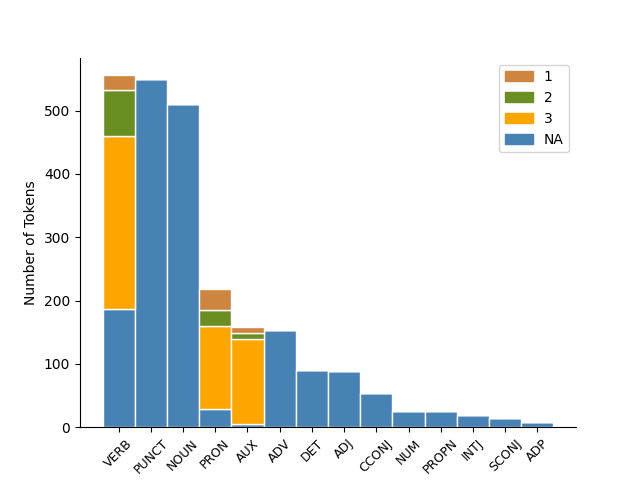 1
2
3
NA
Number of Tokens
500
400
300
200
100
0
VERB
PUNCT
NOUN
PRON
AUX
ADV
DET
ADJ
CCONJ
NUM
PROPN
INTJ
SCONJ
ADP